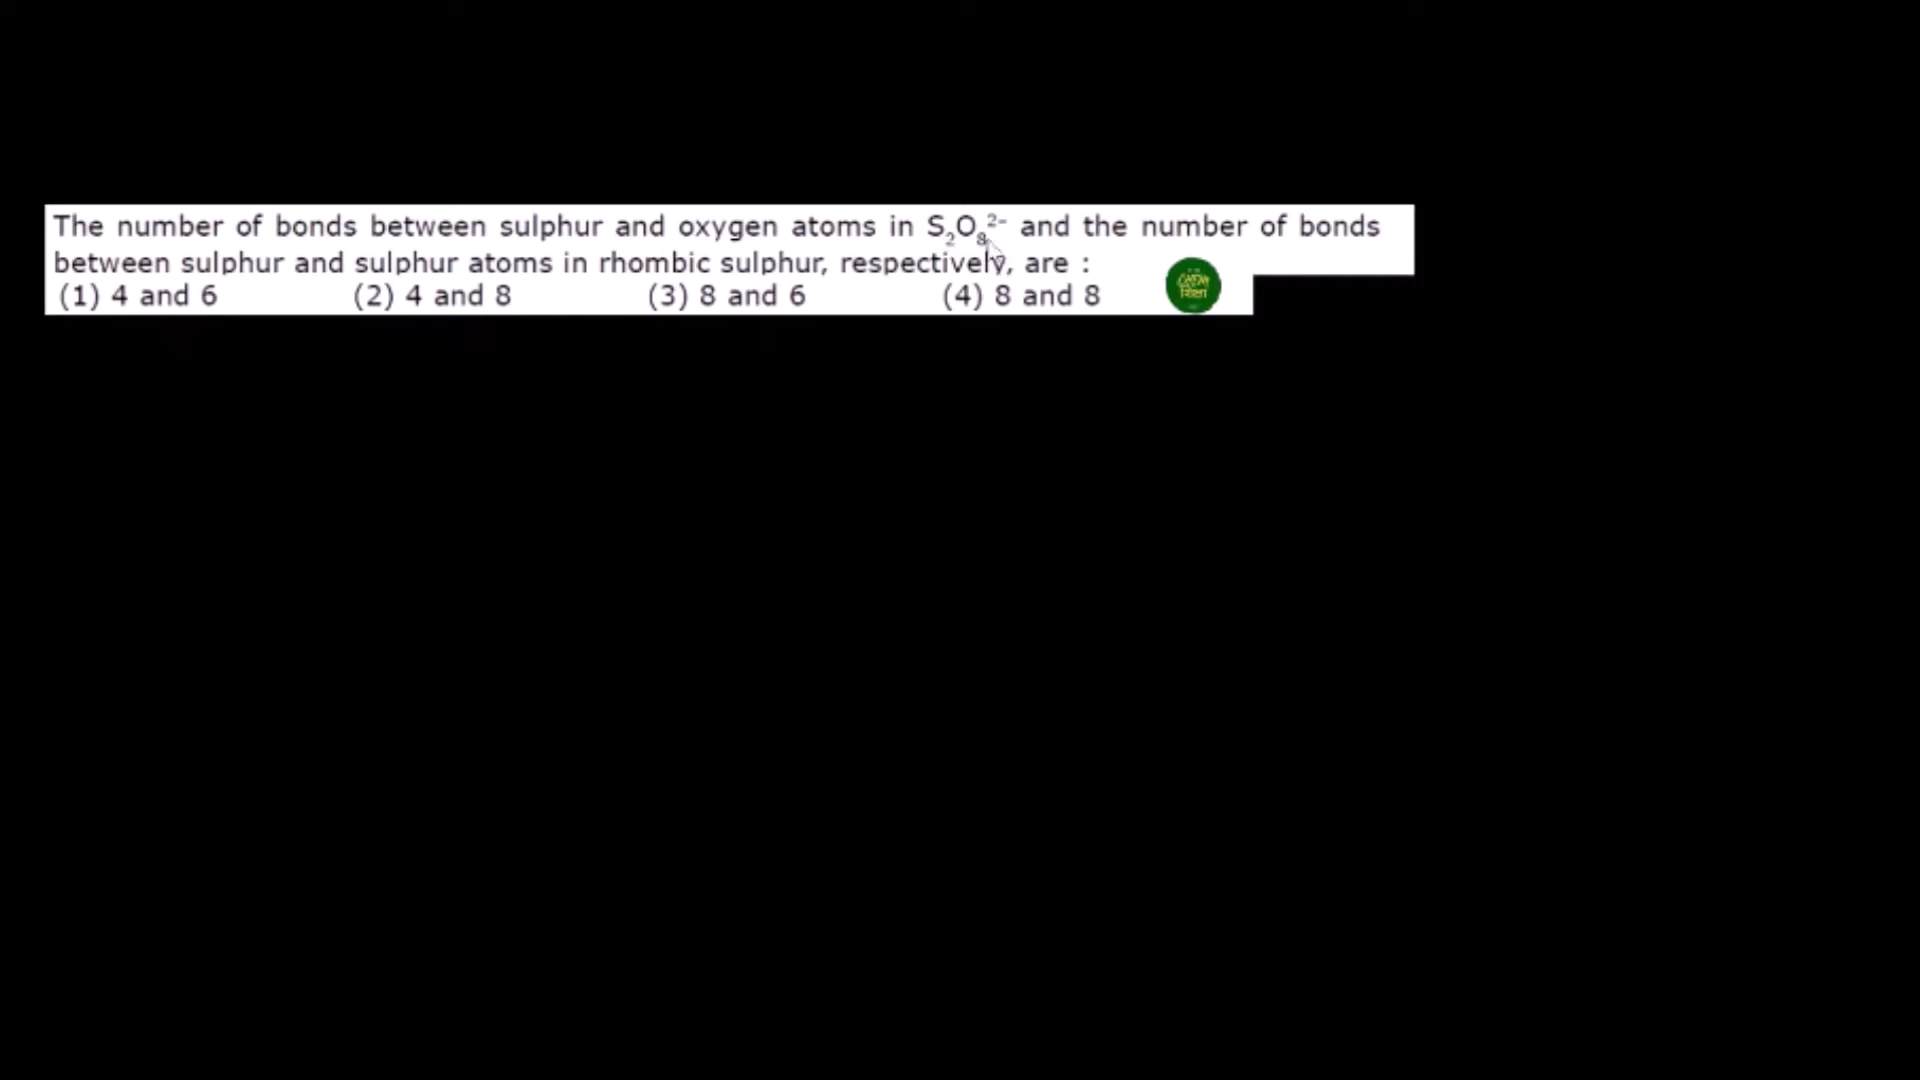 The number of bonds between sulphur and oxygen atoms in S₂O₈²⁻ and the number of bonds
between sulphur and sulphur atoms in rhombic sulphur, respectively, are :
(1) 4 and 6 (2) 4 and 8 (3) 8 and 6 (4) 8 and 8